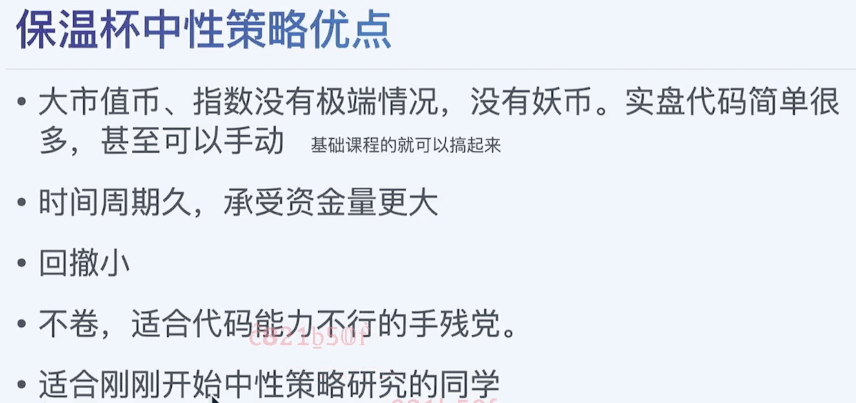 保温杯中性策略优点
• 大市值币、指数没有极端情况，没有妖币。实盘代码简单很
多，甚至可以手动 基础课程的就可以搞起来
• 时间周期久，承受资金量更大
• 回撤小
• 不卷，适合代码能力不行的手残党。
• 适合刚刚开始中性策略研究的同学